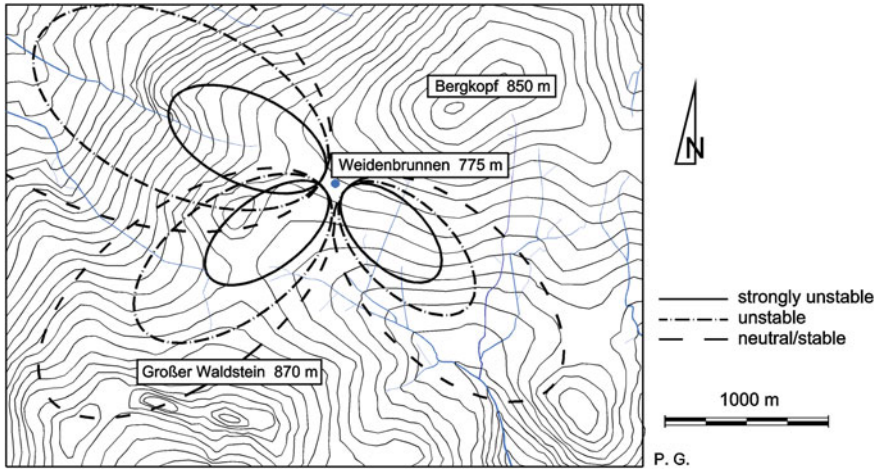 Bergkopf 850 m
N
Weidenbrunnen 775 m
strongly unstable
unstable
neutral/stable
Großer Waldstein 870 m
1000 m
P. G.